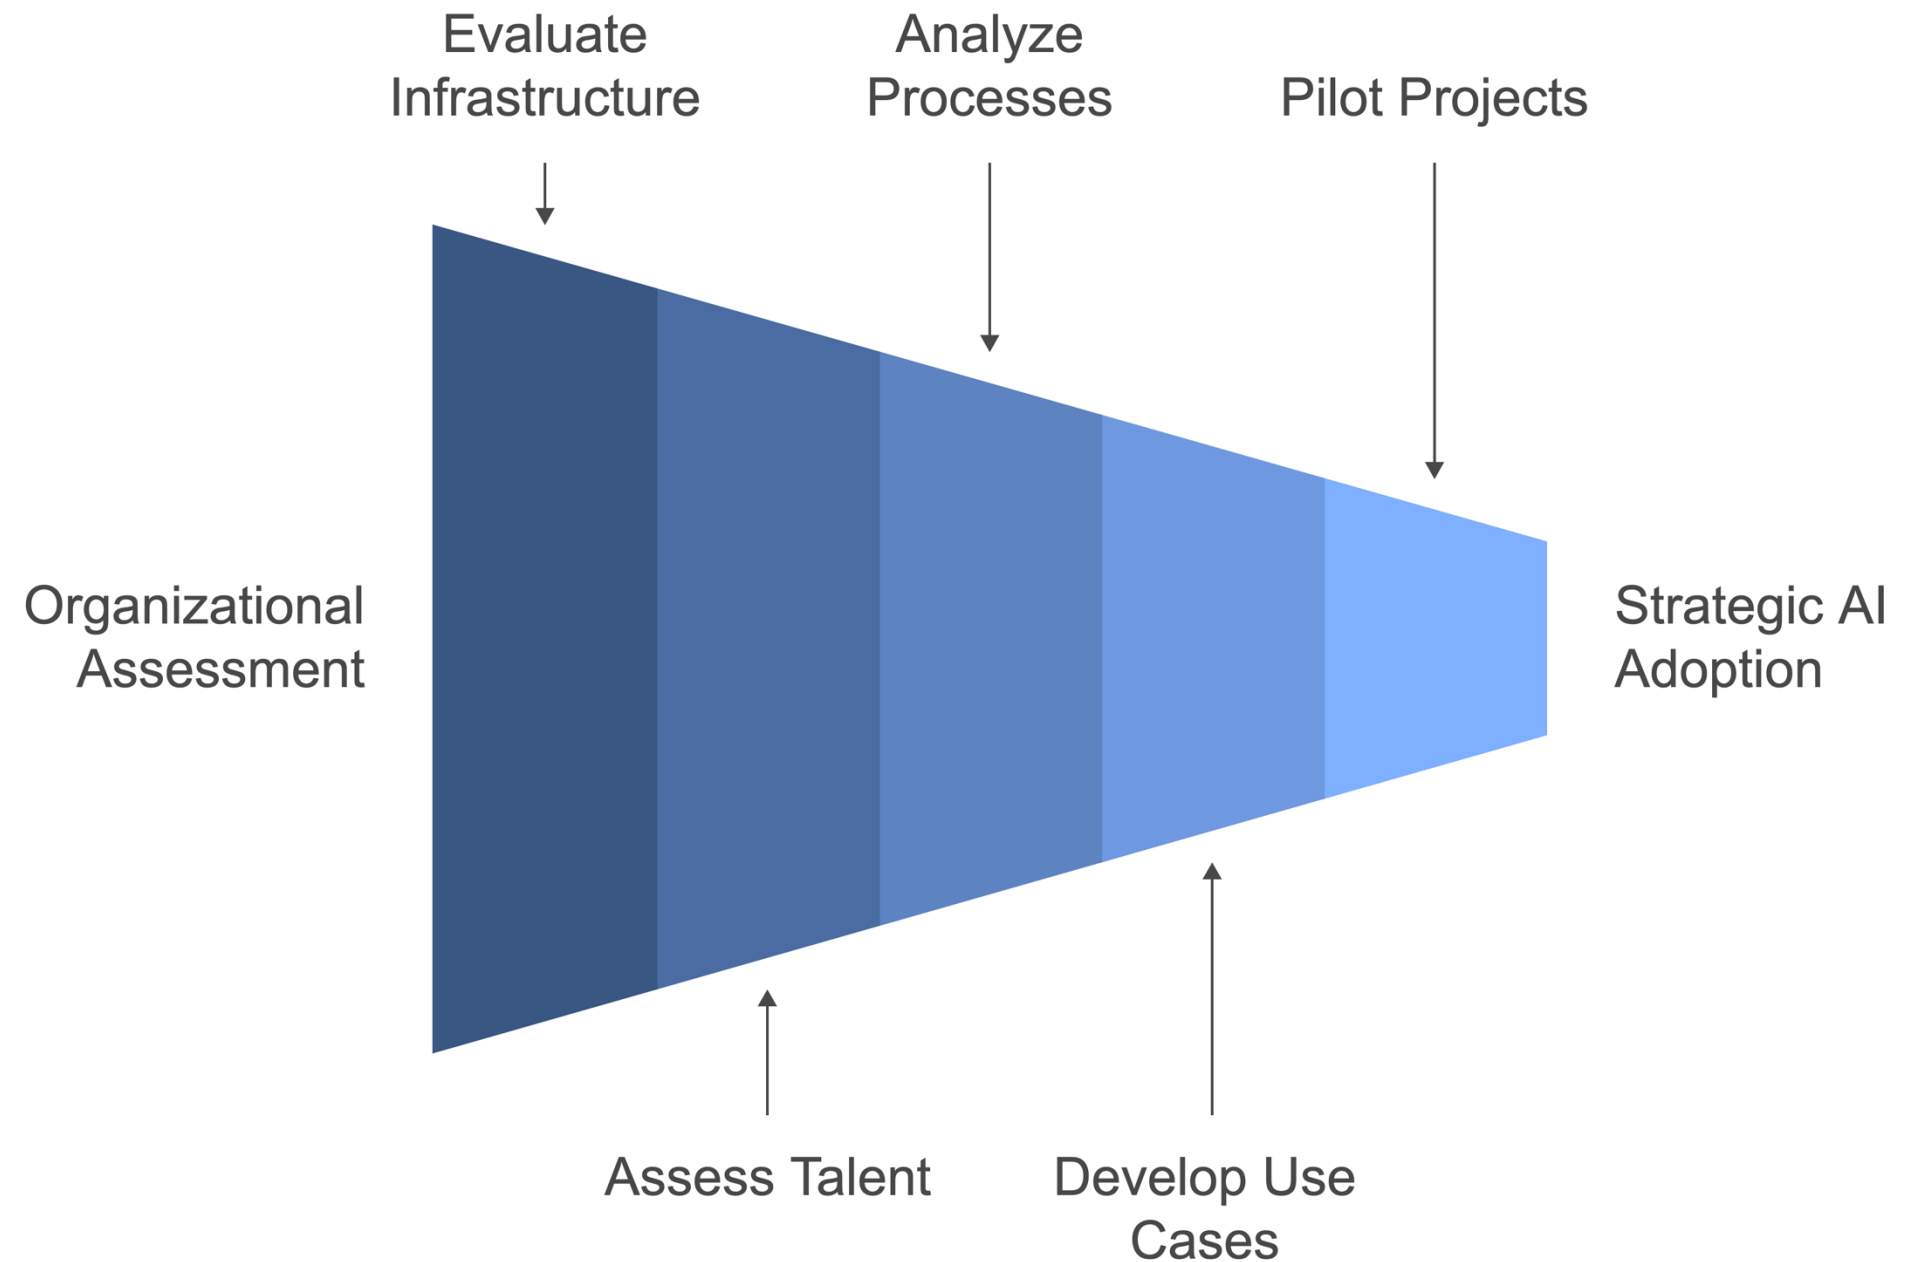 Evaluate
Infrastructure
Analyze
Processes
Pilot Projects
Organizational
Assessment
Strategic AI
Adoption
Assess Talent
Develop Use
Cases